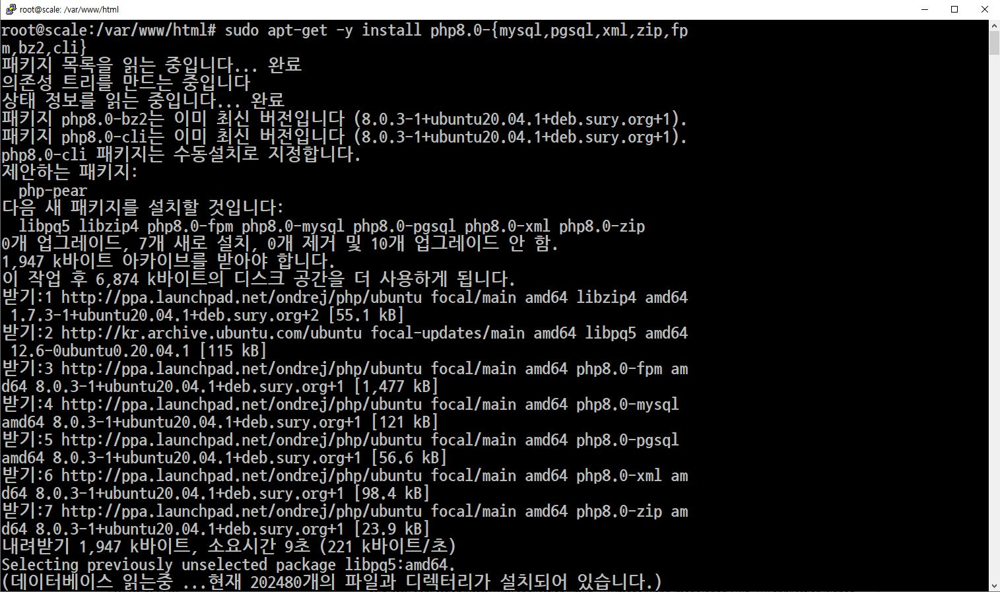 root@scale: /var/www/html
root@scale:/var/www/html# sudo apt-get -y install php8.0-{mysql,pgsql,xml,zip,fp
m,bz2,cli}
패키지 목록을 읽는 중입니다... 완료
의존성 트리를 만드는 중입니다
상태 정보를 읽는 중입니다... 완료
패키지 php8.0-bz2는 이미 최신 버전입니다 (8.0.3-1+ubuntu20.04.1+deb.sury.org+1).
패키지 php8.0-cli는 이미 최신 버전입니다 (8.0.3-1+ubuntu20.04.1+deb.sury.org+1).
php8.0-cli 패키지는 수동설치로 지정합니다.
제안하는 패키지:
  php-pear
다음 새 패키지를 설치할 것입니다:
  libpq5 libzip4 php8.0-fpm php8.0-mysql php8.0-pgsql php8.0-xml php8.0-zip
0개 업그레이드, 7개 새로 설치, 0개 제거 및 10개 업그레이드 안 함.
1,947 k바이트 아카이브를 받아야 합니다.
이 작업 후 6,874 k바이트의 디스크 공간을 더 사용하게 됩니다.
받기:1 http://ppa.launchpad.net/ondrej/php/ubuntu focal/main amd64 libzip4 amd64
 1.7.3-1+ubuntu20.04.1+deb.sury.org+2 [55.1 kB]
받기:2 http://kr.archive.ubuntu.com/ubuntu focal-updates/main amd64 libpq5 amd64
 12.6-0ubuntu0.20.04.1 [115 kB]
받기:3 http://ppa.launchpad.net/ondrej/php/ubuntu focal/main amd64 php8.0-fpm am
d64 8.0.3-1+ubuntu20.04.1+deb.sury.org+1 [1,477 kB]
받기:4 http://ppa.launchpad.net/ondrej/php/ubuntu focal/main amd64 php8.0-mysql
amd64 8.0.3-1+ubuntu20.04.1+deb.sury.org+1 [121 kB]
받기:5 http://ppa.launchpad.net/ondrej/php/ubuntu focal/main amd64 php8.0-pgsql
amd64 8.0.3-1+ubuntu20.04.1+deb.sury.org+1 [56.6 kB]
받기:6 http://ppa.launchpad.net/ondrej/php/ubuntu focal/main amd64 php8.0-xml am
d64 8.0.3-1+ubuntu20.04.1+deb.sury.org+1 [98.4 kB]
받기:7 http://ppa.launchpad.net/ondrej/php/ubuntu focal/main amd64 php8.0-zip am
d64 8.0.3-1+ubuntu20.04.1+deb.sury.org+1 [23.9 kB]
내려받기 1,947 k바이트, 소요시간 9초 (221 k바이트/초)
Selecting previously unselected package libpq5:amd64.
(데이터베이스 읽는중 ...현재 202480개의 파일과 디렉터리가 설치되어 있습니다.)